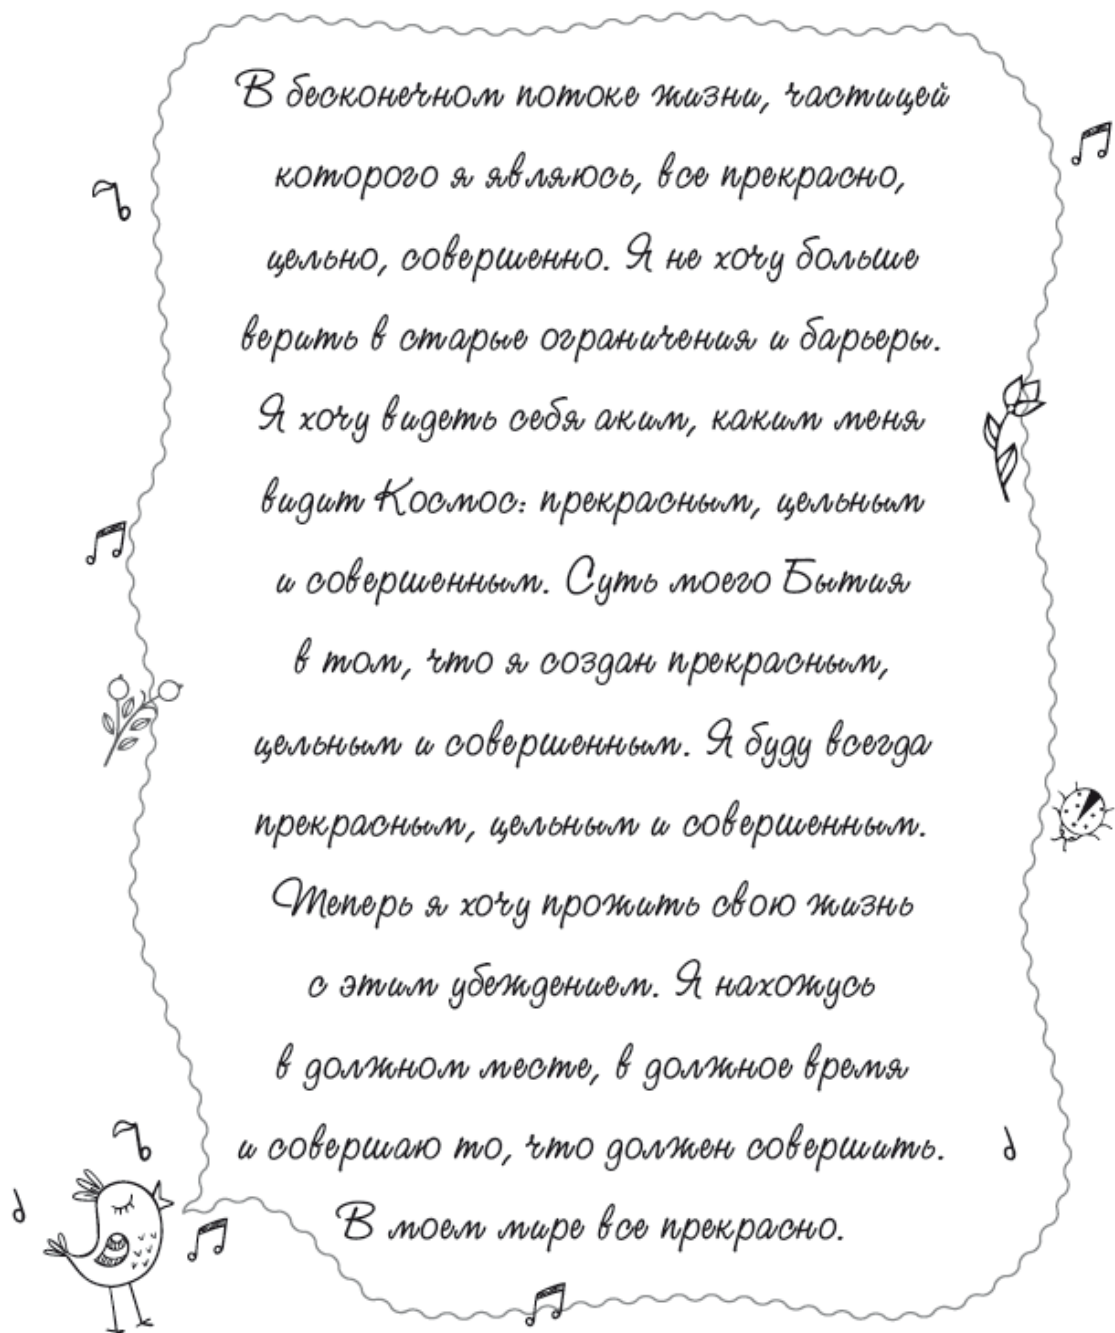 В бесконечном потоке жизни, частицей
которого я являюсь, все прекрасно,
цельно, совершенно. Я не хочу больше
верить в старые ограничения и барьеры.
Я хочу видеть себя аким, каким меня
видит Космос: прекрасным, цельным
и совершенным. Суть моего Бытия
в том, что я создан прекрасным,
цельным и совершенным. Я буду всегда
прекрасным, цельным и совершенным.
Теперь я хочу прожить свою жизнь
с этим убеждением. Я нахожусь
в должном месте, в должное время
и совершаю то, что должен совершить.
В моем мире все прекрасно.